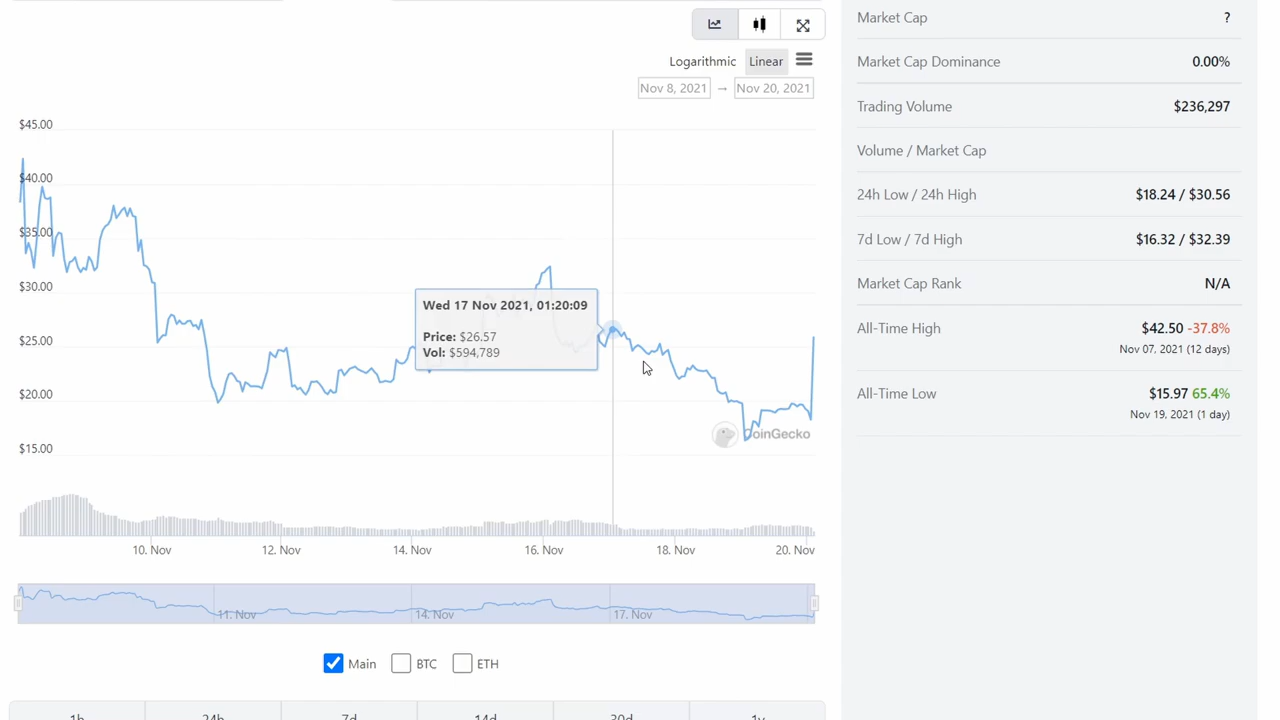 Logarithmic Linear
Nov 8, 2021 → Nov 20, 2021
$45.00
$40.00
$35.00
$30.00
$25.00
$20.00
$15.00
Wed 17 Nov 2021, 01:20:09
Price: $26.57
Vol: $594,789
CoinGecko
10. Nov 12. Nov 14. Nov 16. Nov 18. Nov 20. Nov
11. Nov 14. Nov 17. Nov
Main BTC ETH
1h 24h 7d 14d 30d 1y
Market Cap ?
Market Cap Dominance 0.00%
Trading Volume $236,297
Volume / Market Cap
24h Low / 24h High $18.24 / $30.56
7d Low / 7d High $16.32 / $32.39
Market Cap Rank N/A
All-Time High $42.50 -37.8%
Nov 07, 2021 (12 days)
All-Time Low $15.97 65.4%
Nov 19, 2021 (1 day)